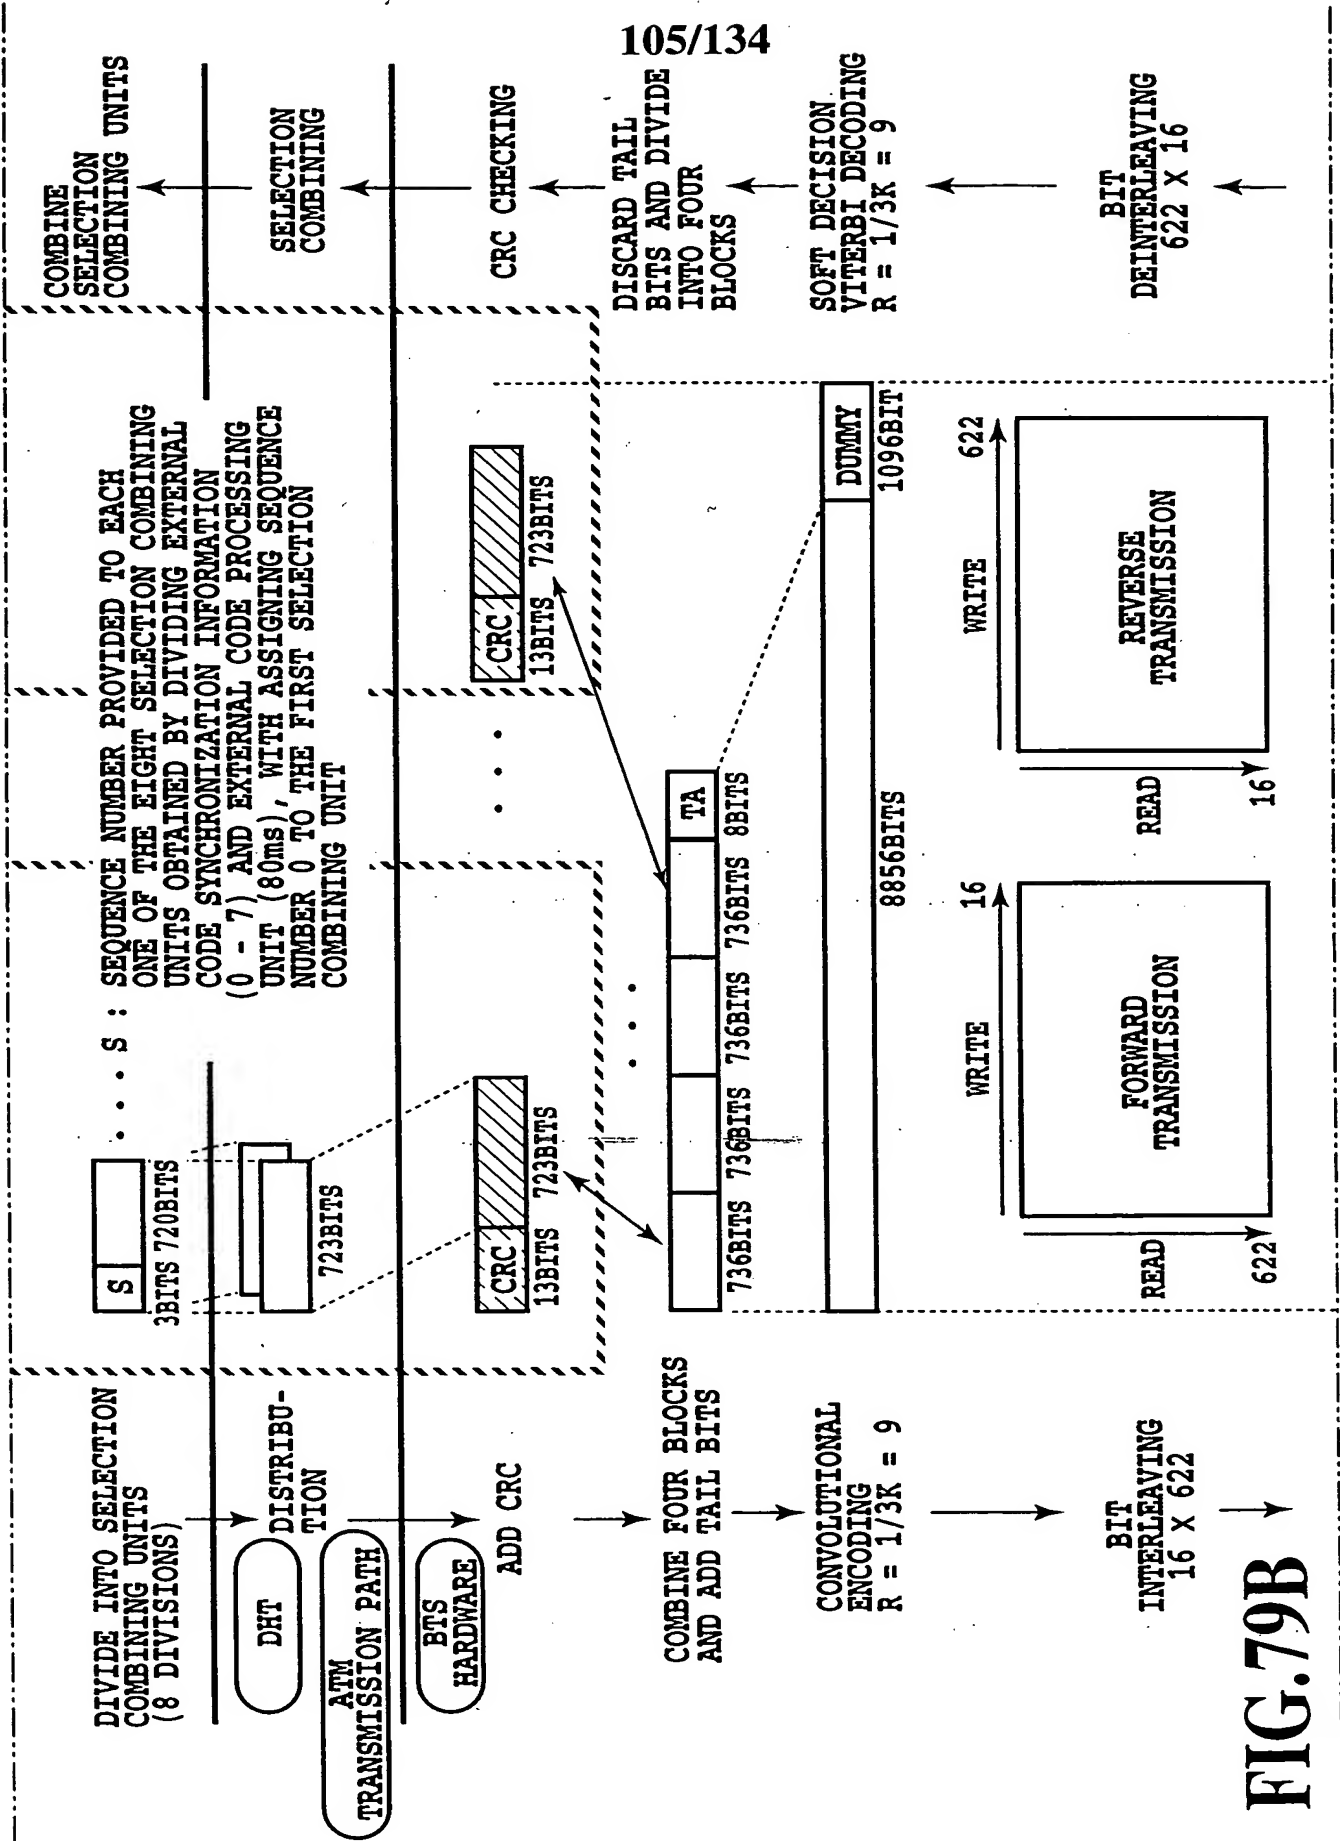 105/134
DIVIDE INTO SELECTION
COMBINING UNITS
(8 DIVISIONS)
S
3BITS 720BITS
• • • S : SEQUENCE NUMBER PROVIDED TO EACH
ONE OF THE EIGHT SELECTION COMBINING
UNITS OBTAINED BY DIVIDING EXTERNAL
CODE SYNCHRONIZATION INFORMATION
(0 - 7) AND EXTERNAL CODE PROCESSING
UNIT (80ms), WITH ASSIGNING SEQUENCE
NUMBER 0 TO THE FIRST SELECTION
COMBINING UNIT
COMBINE
SELECTION
COMBINING UNITS
DHT
DISTRIBU-
TION
723BITS
SELECTION
COMBINING
ATM
TRANSMISSION PATH
BTS
HARDWARE
ADD CRC
CRC
13BITS 723BITS
• • •
CRC
13BITS 723BITS
CRC CHECKING
COMBINE FOUR BLOCKS
AND ADD TAIL BITS
• • •
TA
736BITS 736BITS 736BITS 736BITS 8BITS
DISCARD TAIL
BITS AND DIVIDE
INTO FOUR
BLOCKS
CONVOLUTIONAL
ENCODING
R = 1/3K = 9
DUMMY
8856BITS
1096BIT
SOFT DECISION
VITERBI DECODING
R = 1/3K = 9
BIT
INTERLEAVING
16 X 622
WRITE
16
READ
622
FORWARD
TRANSMISSION
WRITE
622
READ
16
REVERSE
TRANSMISSION
BIT
DEINTERLEAVING
622 X 16
FIG.79B